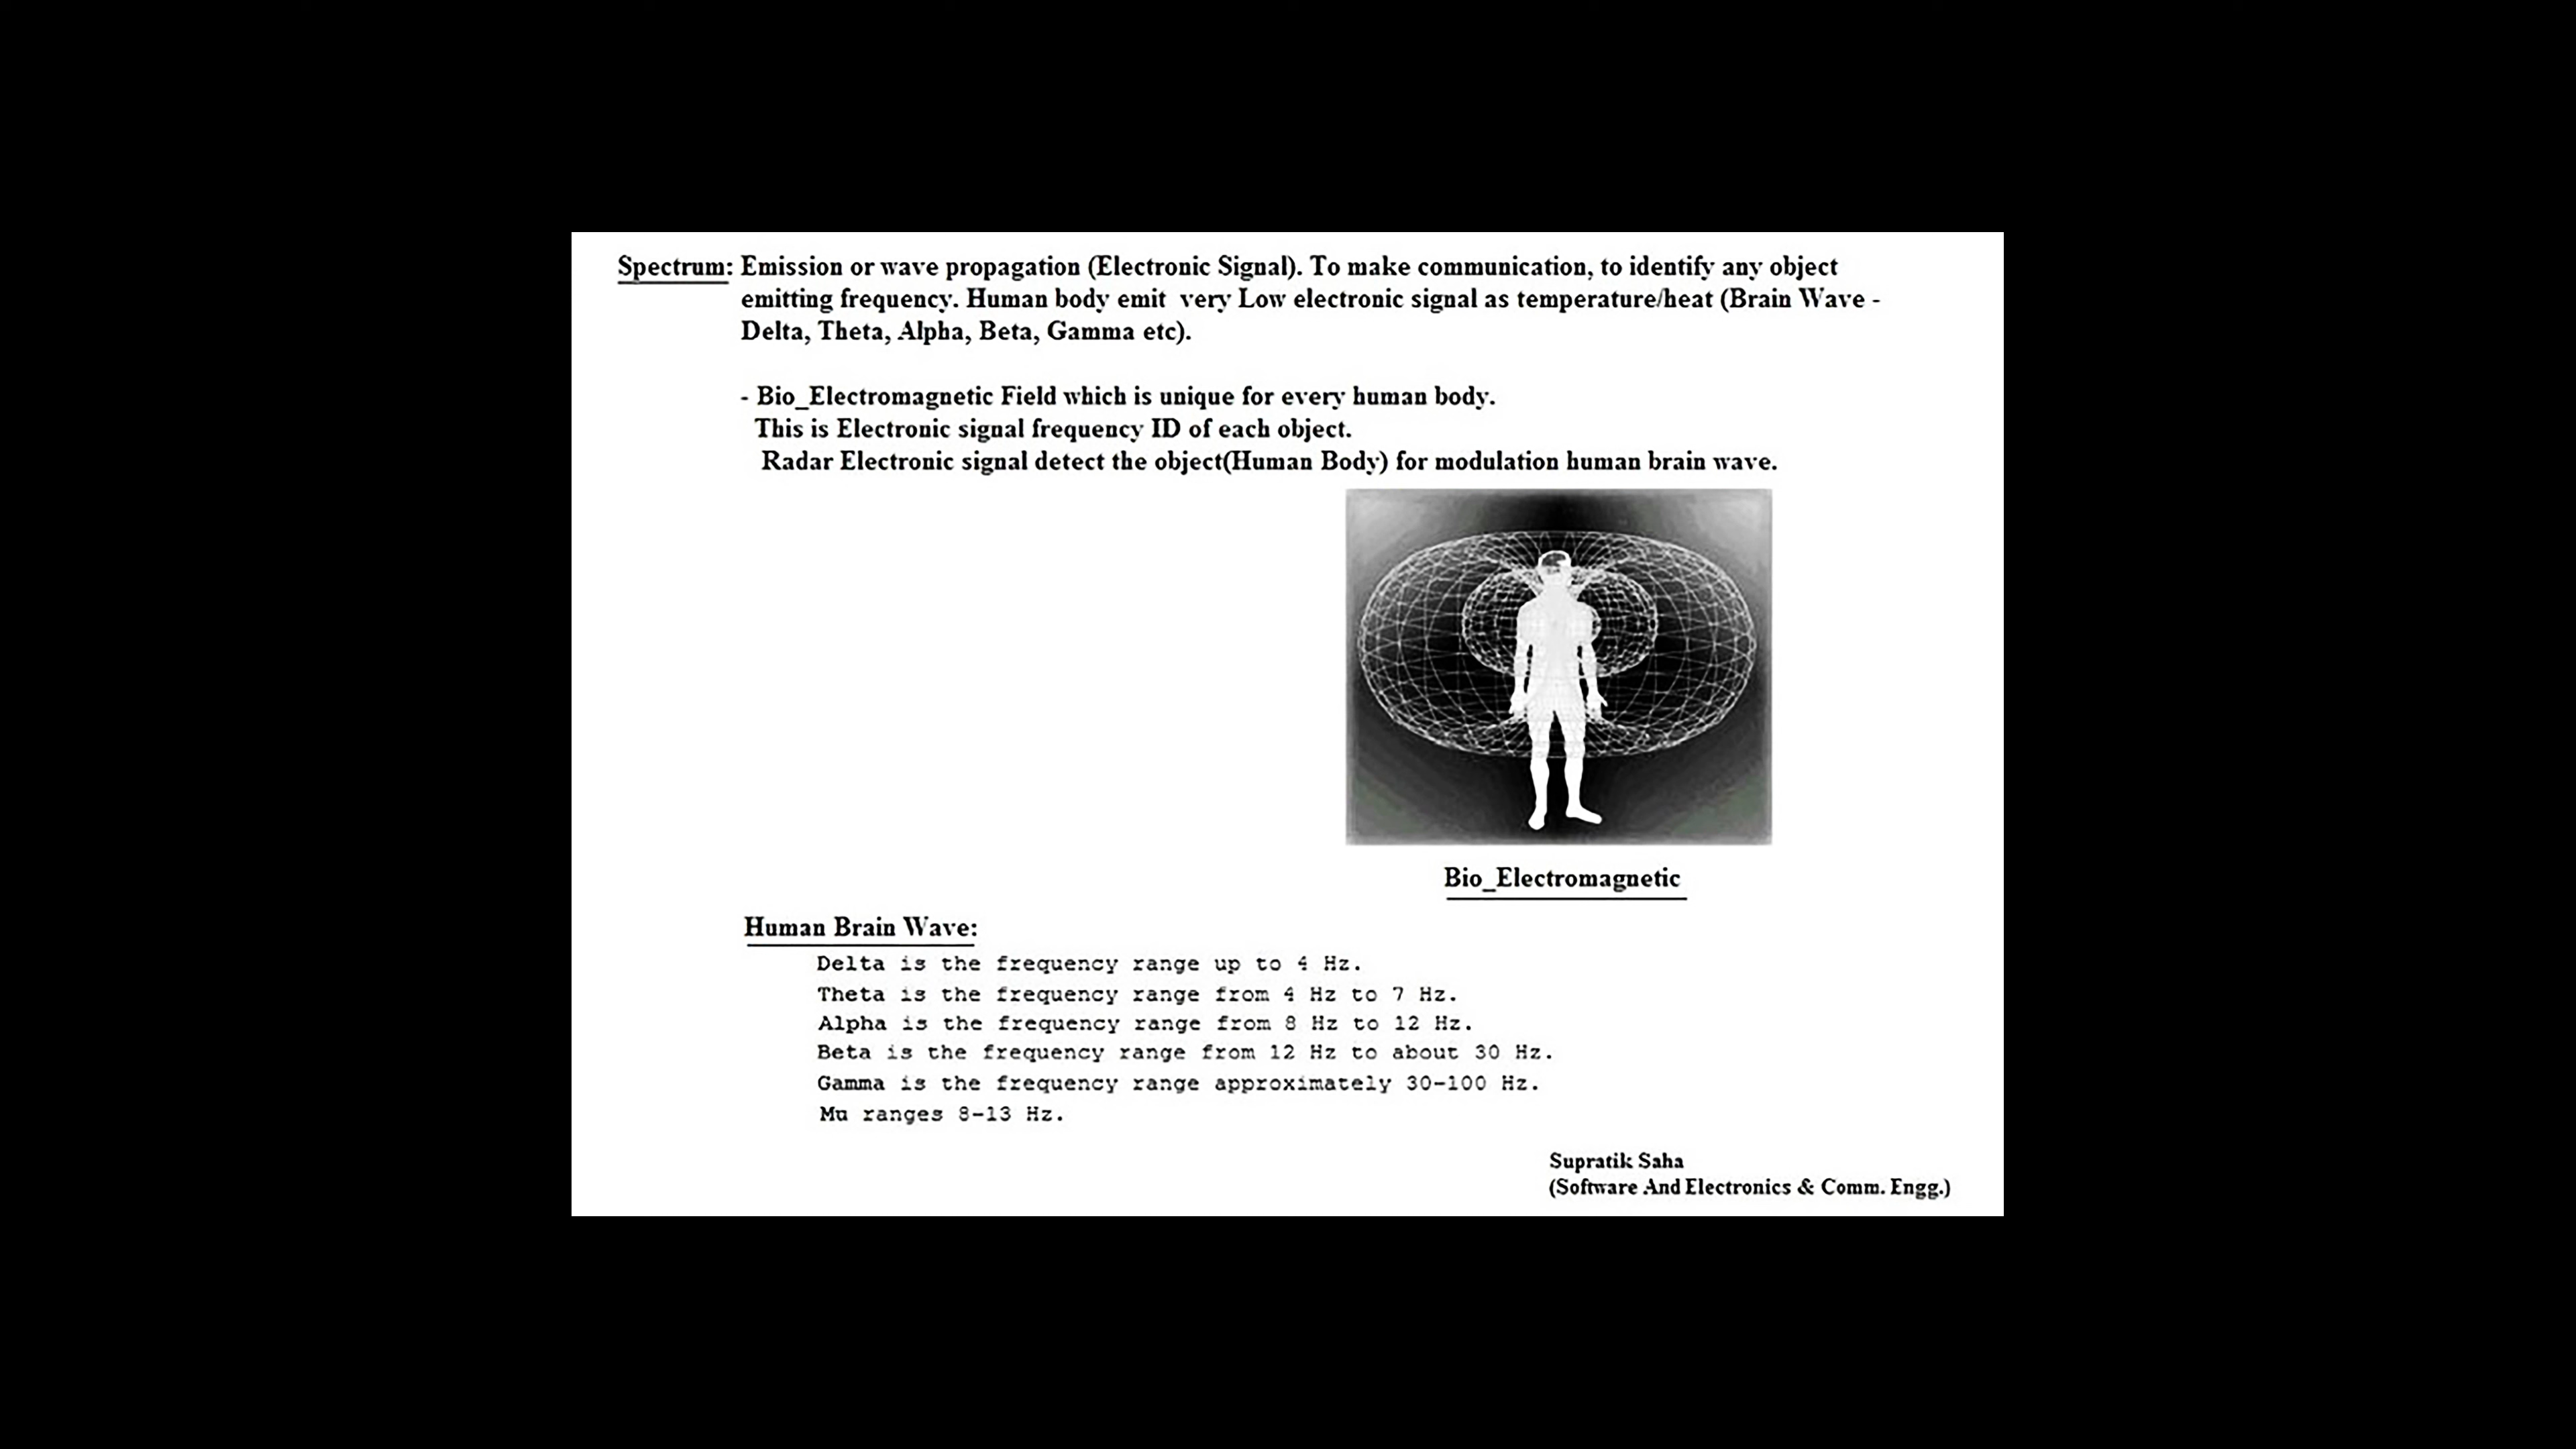 Spectrum: Emission or wave propagation (Electronic Signal). To make communication, to identify any object
emitting frequency. Human body emit very Low electronic signal as temperature/heat (Brain Wave -
Delta, Theta, Alpha, Beta, Gamma etc).
- Bio_Electromagnetic Field which is unique for every human body.
This is Electronic signal frequency ID of each object.
Radar Electronic signal detect the object(Human Body) for modulation human brain wave.
Bio_Electromagnetic
Human Brain Wave:
Delta is the frequency range up to 4 Hz.
Theta is the frequency range from 4 Hz to 7 Hz.
Alpha is the frequency range from 8 Hz to 12 Hz.
Beta is the frequency range from 12 Hz to about 30 Hz.
Gamma is the frequency range approximately 30-100 Hz.
Mu ranges 8-13 Hz.
Supratik Saha
(Software And Electronics & Comm. Engg.)